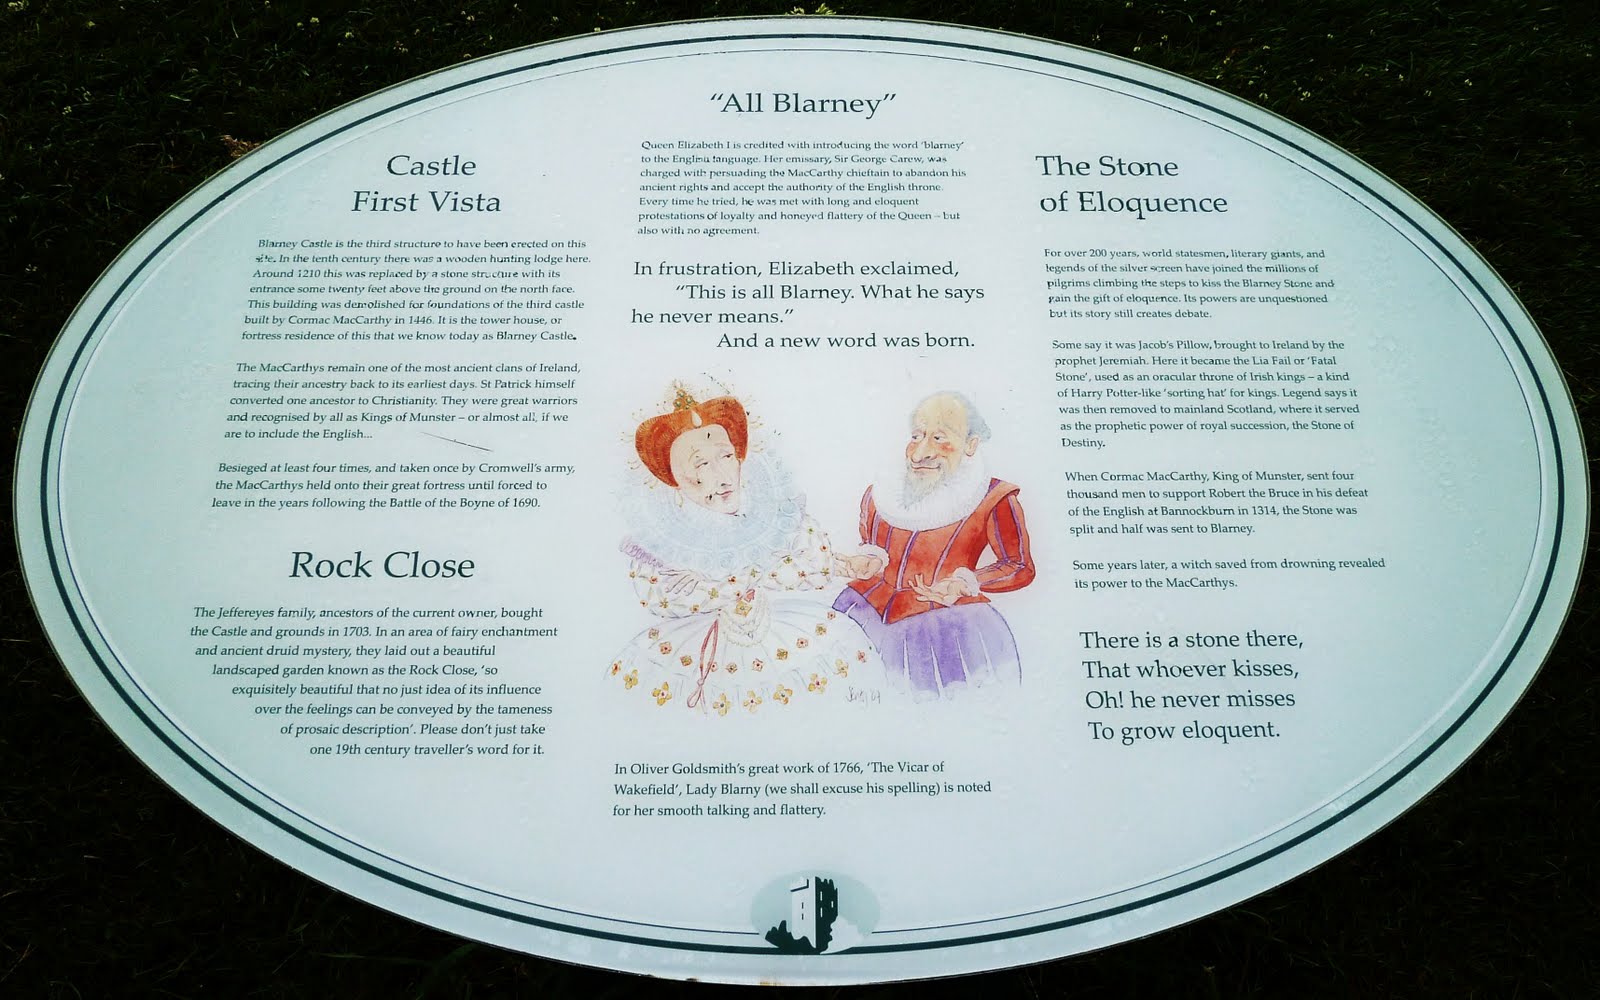 Castle
First Vista
Blarney Castle is the third structure to have been erected on this
site. In the tenth century there was a wooden hunting lodge here.
Around 1210 this was replaced by a stone structure with its
entrance some twenty feet above the ground on the north face.
This building was demolished for foundations of the third castle
built by Cormac MacCarthy in 1446. It is the tower house, or
fortress residence of this that we know today as Blarney Castle.
The MacCarthys remain one of the most ancient clans of Ireland,
tracing their ancestry back to its earliest days. St Patrick himself
converted one ancestor to Christianity. They were great warriors
and recognised by all as Kings of Munster – or almost all, if we
are to include the English...
Besieged at least four times, and taken once by Cromwell's army,
the MacCarthys held onto their great fortress until forced to
leave in the years following the Battle of the Boyne of 1690.
Rock Close
The Jeffereyes family, ancestors of the current owner, bought
the Castle and grounds in 1703. In an area of fairy enchantment
and ancient druid mystery, they laid out a beautiful
landscaped garden known as the Rock Close, 'so
exquisitely beautiful that no just idea of its influence
over the feelings can be conveyed by the tameness
of prosaic description'. Please don't just take
one 19th century traveller's word for it.
"All Blarney"
Queen Elizabeth I is credited with introducing the word 'blarney'
to the English language. Her emissary, Sir George Carew, was
charged with persuading the MacCarthy chieftain to abandon his
ancient rights and accept the authority of the English throne.
Every time he tried, he was met with long and eloquent
protestations of loyalty and honeyed flattery of the Queen – but
also with no agreement.
In frustration, Elizabeth exclaimed,
"This is all Blarney. What he says
he never means."
And a new word was born.
In Oliver Goldsmith's great work of 1766, 'The Vicar of
Wakefield', Lady Blarny (we shall excuse his spelling) is noted
for her smooth talking and flattery.
The Stone
of Eloquence
For over 200 years, world statesmen, literary giants, and
legends of the silver screen have joined the millions of
pilgrims climbing the steps to kiss the Blarney Stone and
gain the gift of eloquence. Its powers are unquestioned
but its story still creates debate.
Some say it was Jacob's Pillow, brought to Ireland by the
prophet Jeremiah. Here it became the Lia Fail or 'Fatal
Stone', used as an oracular throne of Irish kings – a kind
of Harry Potter-like 'sorting hat' for kings. Legend says it
was then removed to mainland Scotland, where it served
as the prophetic power of royal succession, the Stone of
Destiny.
When Cormac MacCarthy, King of Munster, sent four
thousand men to support Robert the Bruce in his defeat
of the English at Bannockburn in 1314, the Stone was
split and half was sent to Blarney.
Some years later, a witch saved from drowning revealed
its power to the MacCarthys.
There is a stone there,
That whoever kisses,
Oh! he never misses
To grow eloquent.